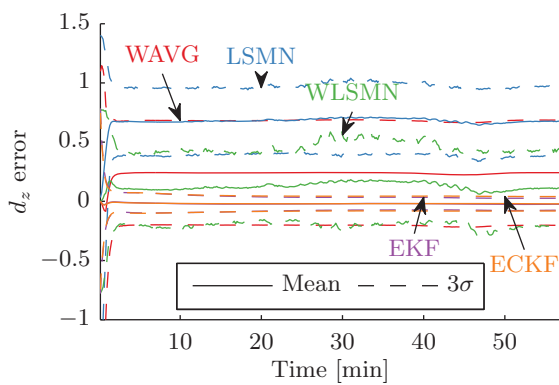 1.5
WAVG
LSMN
1
WLSMN
0.5
d_z error
0
EKF
ECKF
−0.5
Mean
3σ
−1
10
20
30
40
50
Time [min]